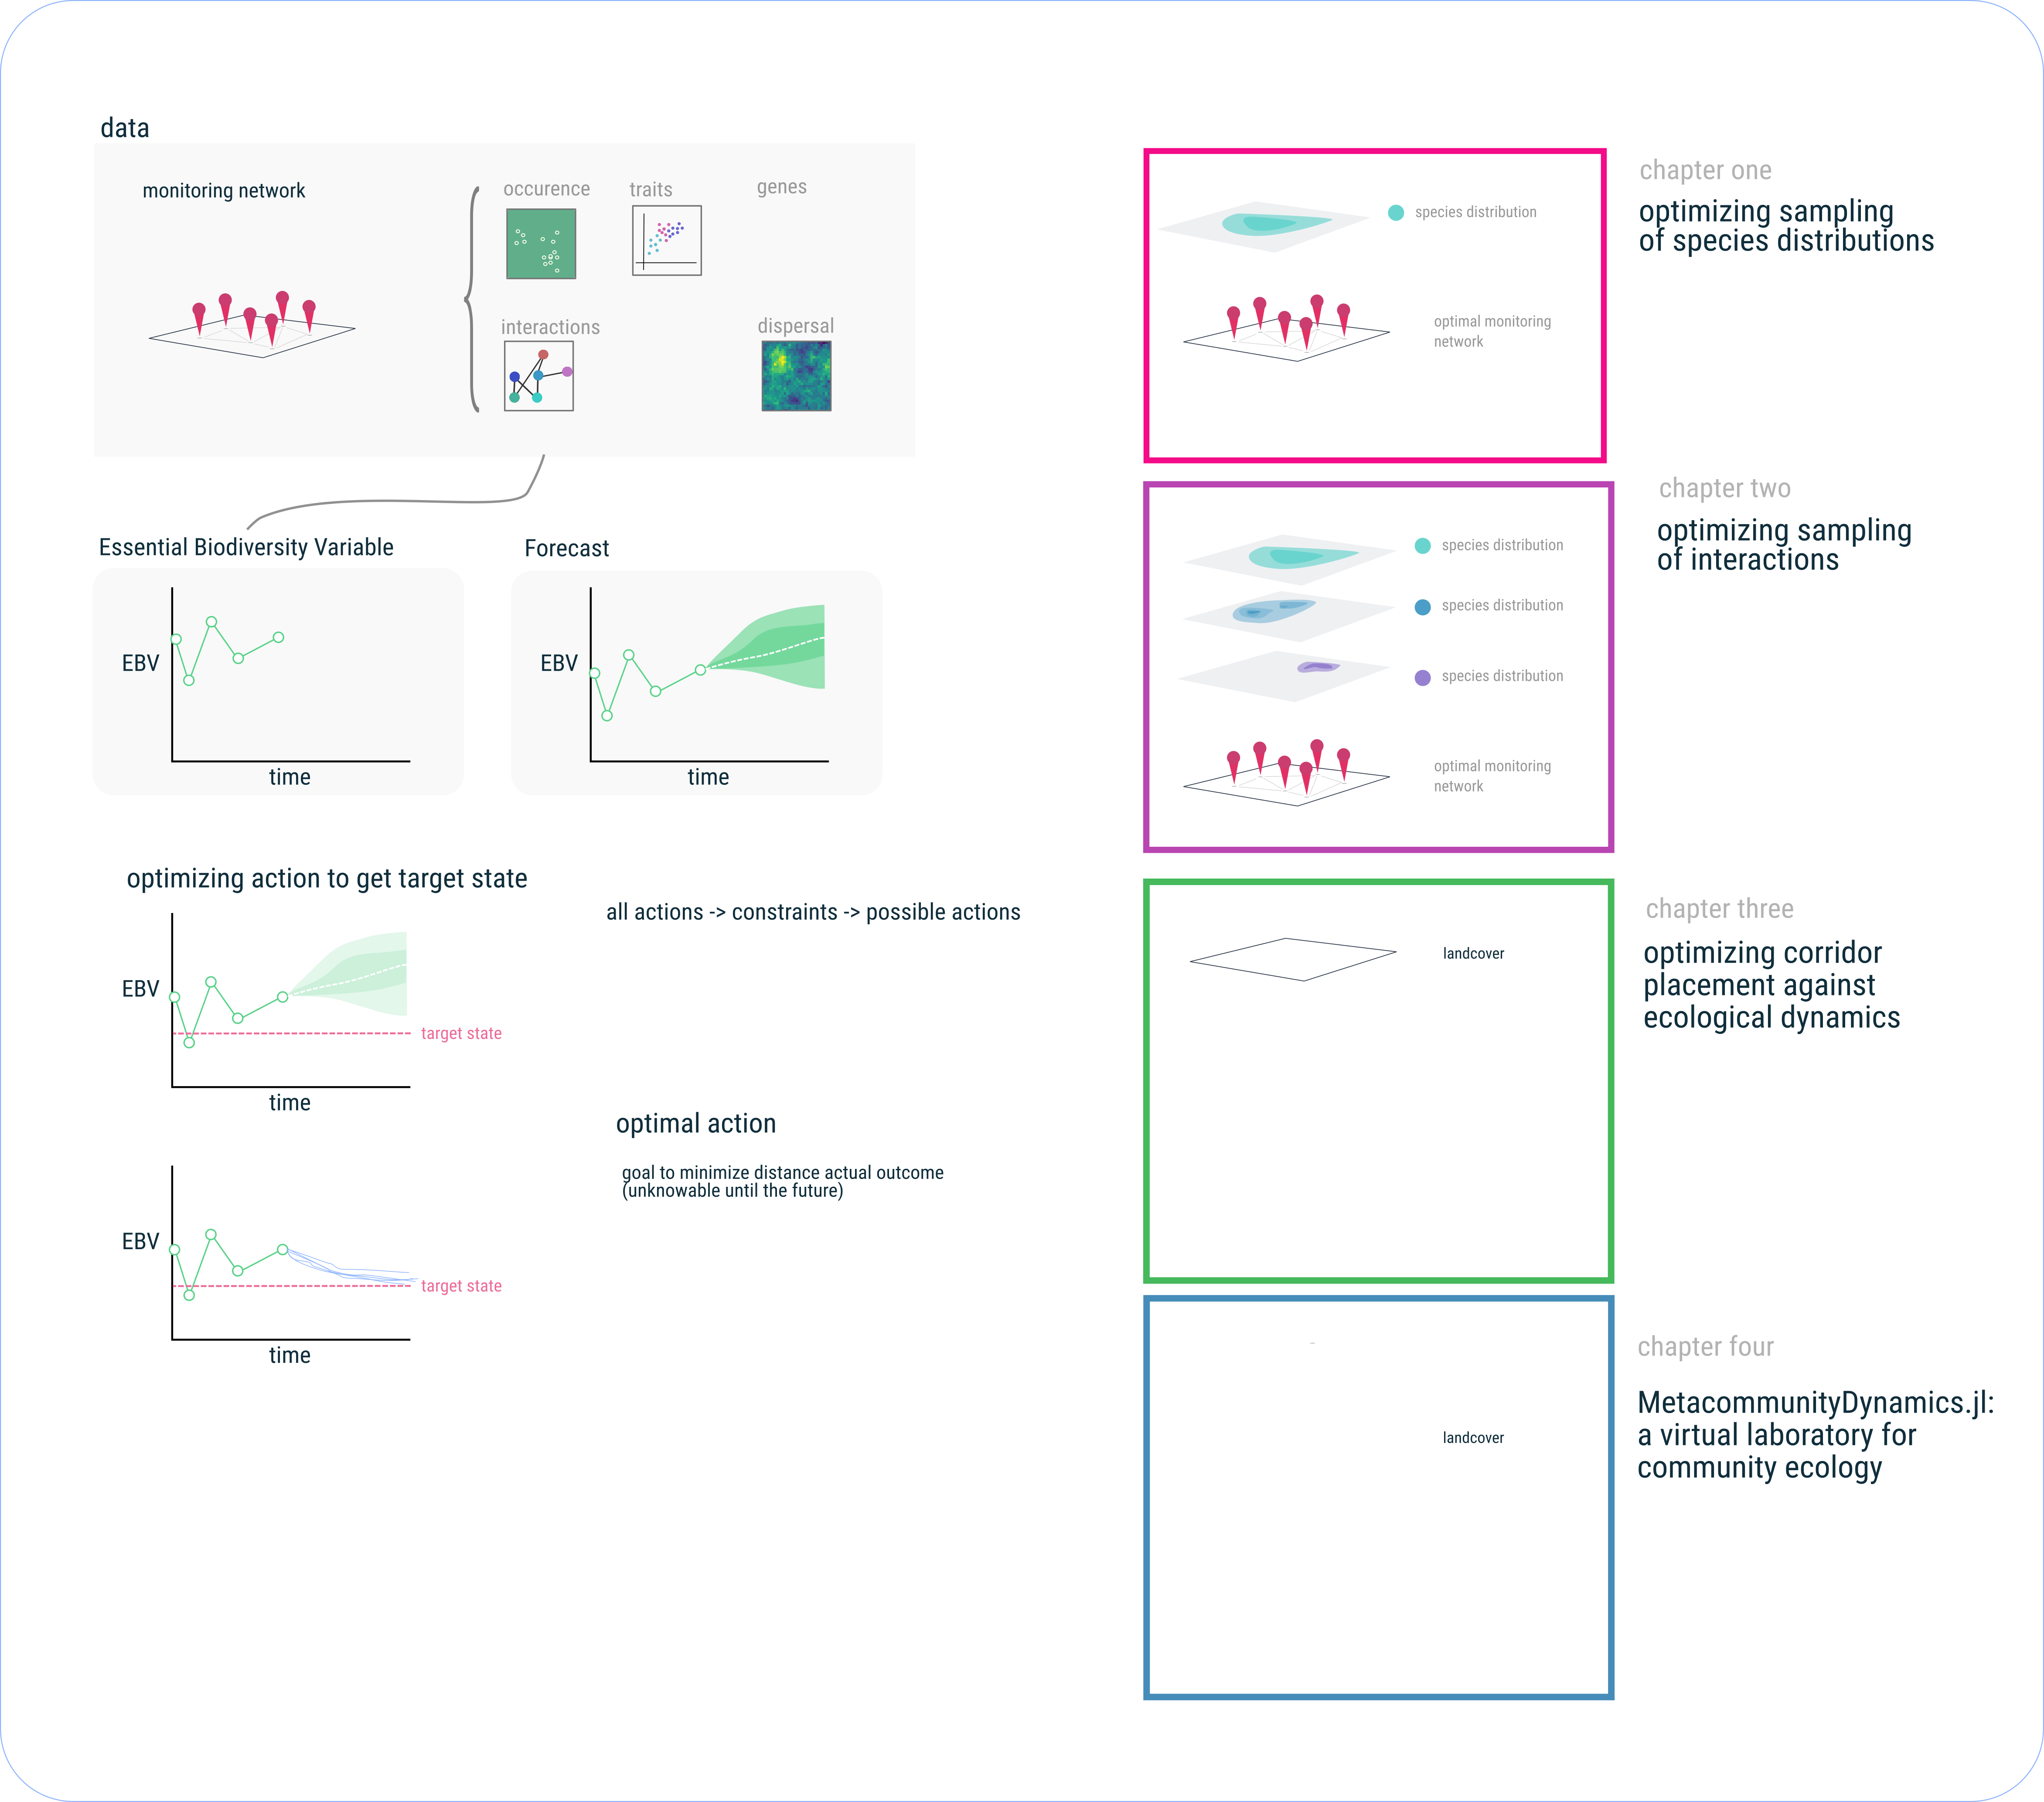 data
monitoring network
occurence
traits
genes
interactions
dispersal
Essential Biodiversity Variable
EBV
time
Forecast
EBV
time
optimizing action to get target state
EBV
target state
time
all actions -> constraints -> possible actions
optimal action
goal to minimize distance actual outcome
(unknowable until the future)
EBV
target state
time
species distribution
optimal monitoring
network
chapter one
optimizing sampling
of species distributions
species distribution
species distribution
species distribution
optimal monitoring
network
chapter two
optimizing sampling
of interactions
landcover
chapter three
optimizing corridor
placement against
ecological dynamics
landcover
chapter four
MetacommunityDynamics.jl:
a virtual laboratory for
community ecology